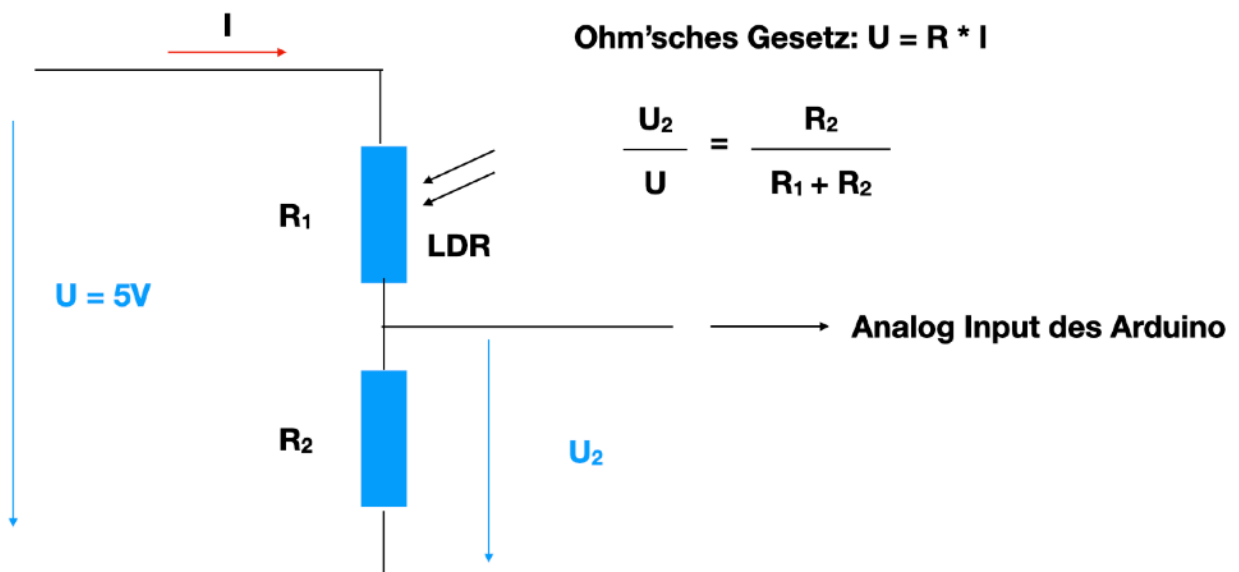 I
Ohm'sches Gesetz: U = R * I
U₂
U
=
R₂
R₁ + R₂
R₁
LDR
U = 5V
Analog Input des Arduino
R₂
U₂